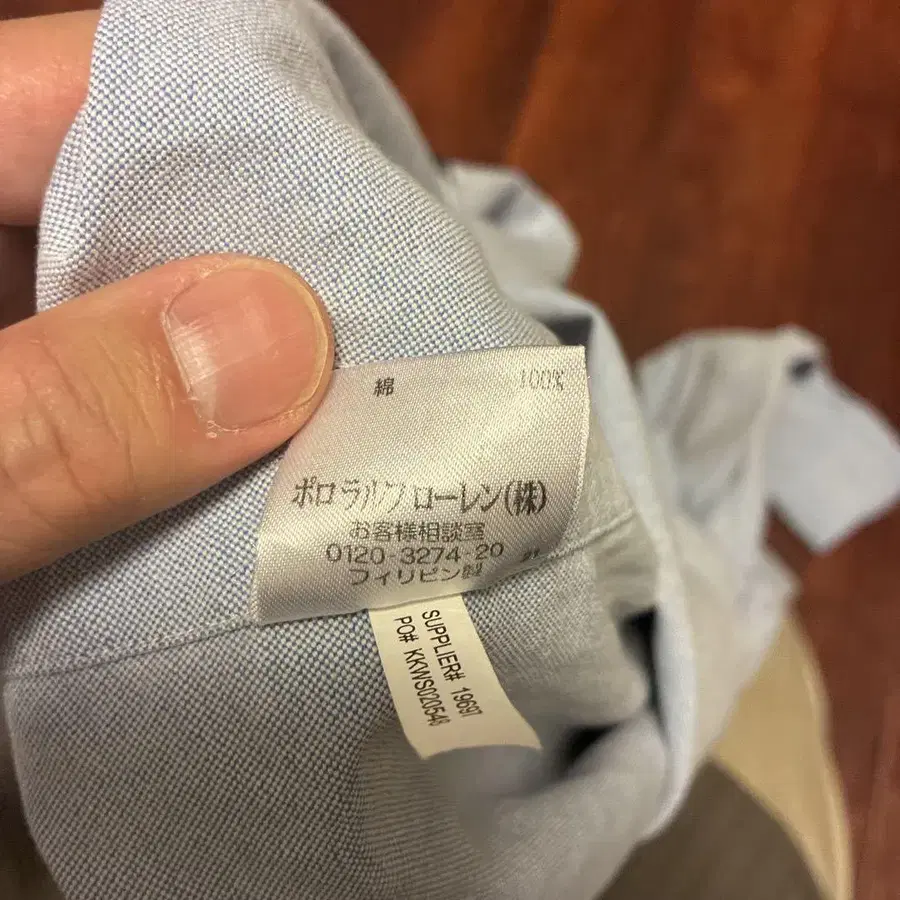 綿 100%
ポロ ラルフ ローレン(株)
お客様相談室
0120-3274-20
フィリピン製
SUPPLIER# 19697
PO# KKWS020548